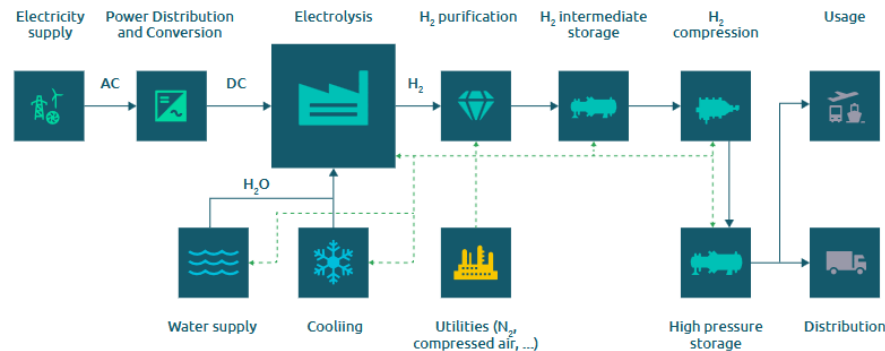 Electricity
supply
Power Distribution
and Conversion
Electrolysis
H₂ purification
H₂ intermediate
storage
H₂
compression
Usage
AC
DC
H₂
H₂O
Water supply
Cooliing
Utilities (N₂,
compressed air, ...)
High pressure
storage
Distribution